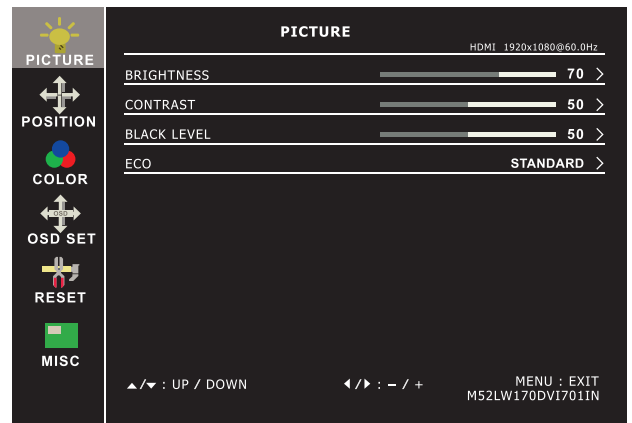 PICTURE
HDMI 1920x1080@60.0Hz
PICTURE
POSITION
COLOR
OSD
OSD SET
RESET
MISC
BRIGHTNESS 70 >
CONTRAST 50 >
BLACK LEVEL 50 >
ECO STANDARD >
▲/▼ : UP / DOWN ◀/▶ : – / + MENU : EXIT
M52LW170DVI701IN